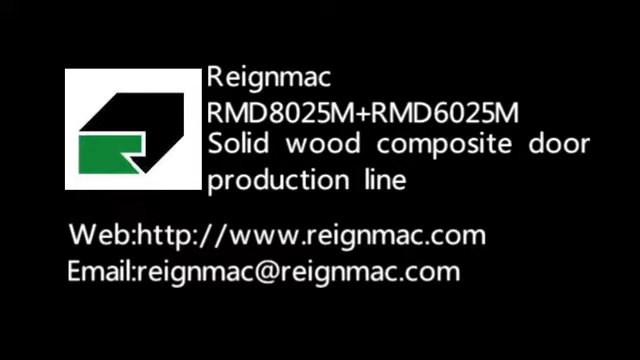 Reignmac
RMD8025M+RMD6025M
Solid wood composite door
production line
Web:http://www.reignmac.com
Email:reignmac@reignmac.com